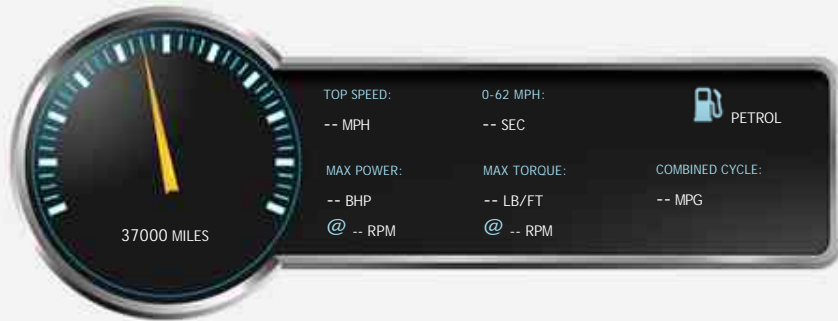 TOP SPEED:
-- MPH
0-62 MPH:
-- SEC
PETROL
MAX POWER:
-- BHP
@ -- RPM
MAX TORQUE:
-- LB/FT
@ -- RPM
COMBINED CYCLE:
-- MPG
37000 MILES